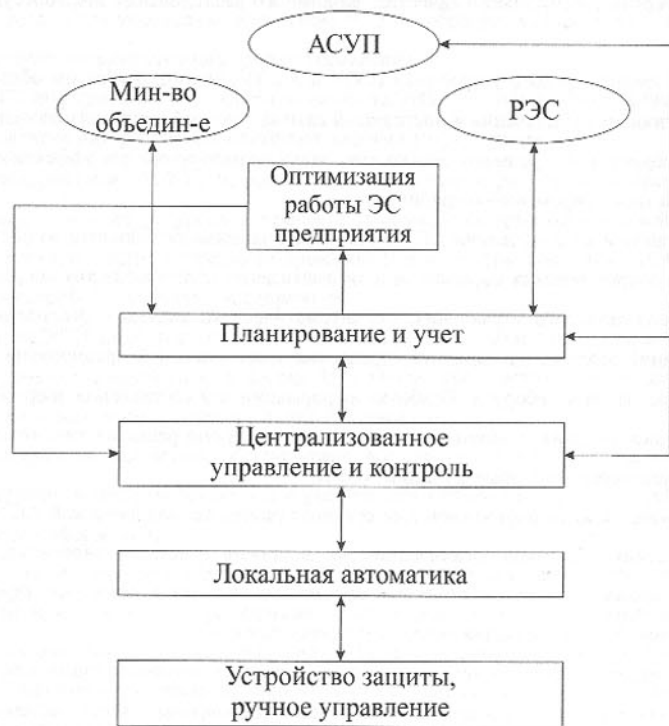 АСУП
Мин-во
объедин-е
РЭС
Оптимизация
работы ЭС
предприятия
Планирование и учет
Централизованное
управление и контроль
Локальная автоматика
Устройство защиты,
ручное управление